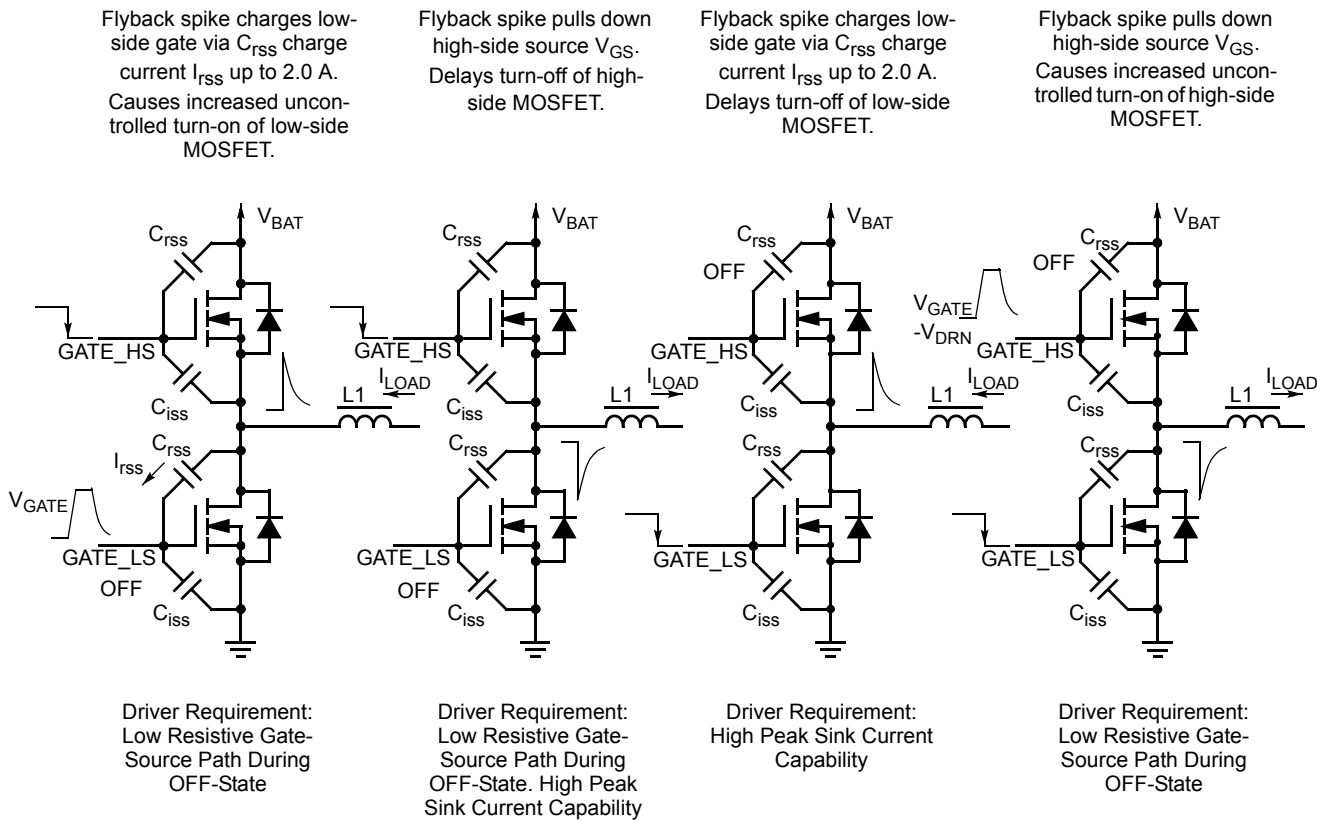 Flyback spike charges low-
side gate via Crss charge
current Irss up to 2.0 A.
Causes increased uncon-
trolled turn-on of low-side
MOSFET.
Flyback spike pulls down
high-side source VGS.
Delays turn-off of high-
side MOSFET.
Flyback spike charges low-
side gate via Crss charge
current Irss up to 2.0 A.
Delays turn-off of low-side
MOSFET.
Flyback spike pulls down
high-side source VGS.
Causes increased uncon-
trolled turn-on of high-side
MOSFET.
VBAT
Crss
GATE_HS
Ciss
L1
ILOAD
Crss
Irss
VGATE
GATE_LS
OFF
Ciss
VBAT
Crss
GATE_HS
Ciss
L1
ILOAD
Crss
GATE_LS
OFF
Ciss
VBAT
Crss
OFF
GATE_HS
Ciss
L1
ILOAD
Crss
GATE_LS
Ciss
VBAT
Crss
OFF
VGATE
-VDRN
GATE_HS
Ciss
L1
ILOAD
Crss
GATE_LS
Ciss
Driver Requirement:
Low Resistive Gate-
Source Path During
OFF-State
Driver Requirement:
Low Resistive Gate-
Source Path During
OFF-State. High Peak
Sink Current Capability
Driver Requirement:
High Peak Sink Current
Capability
Driver Requirement:
Low Resistive Gate-
Source Path During
OFF-State